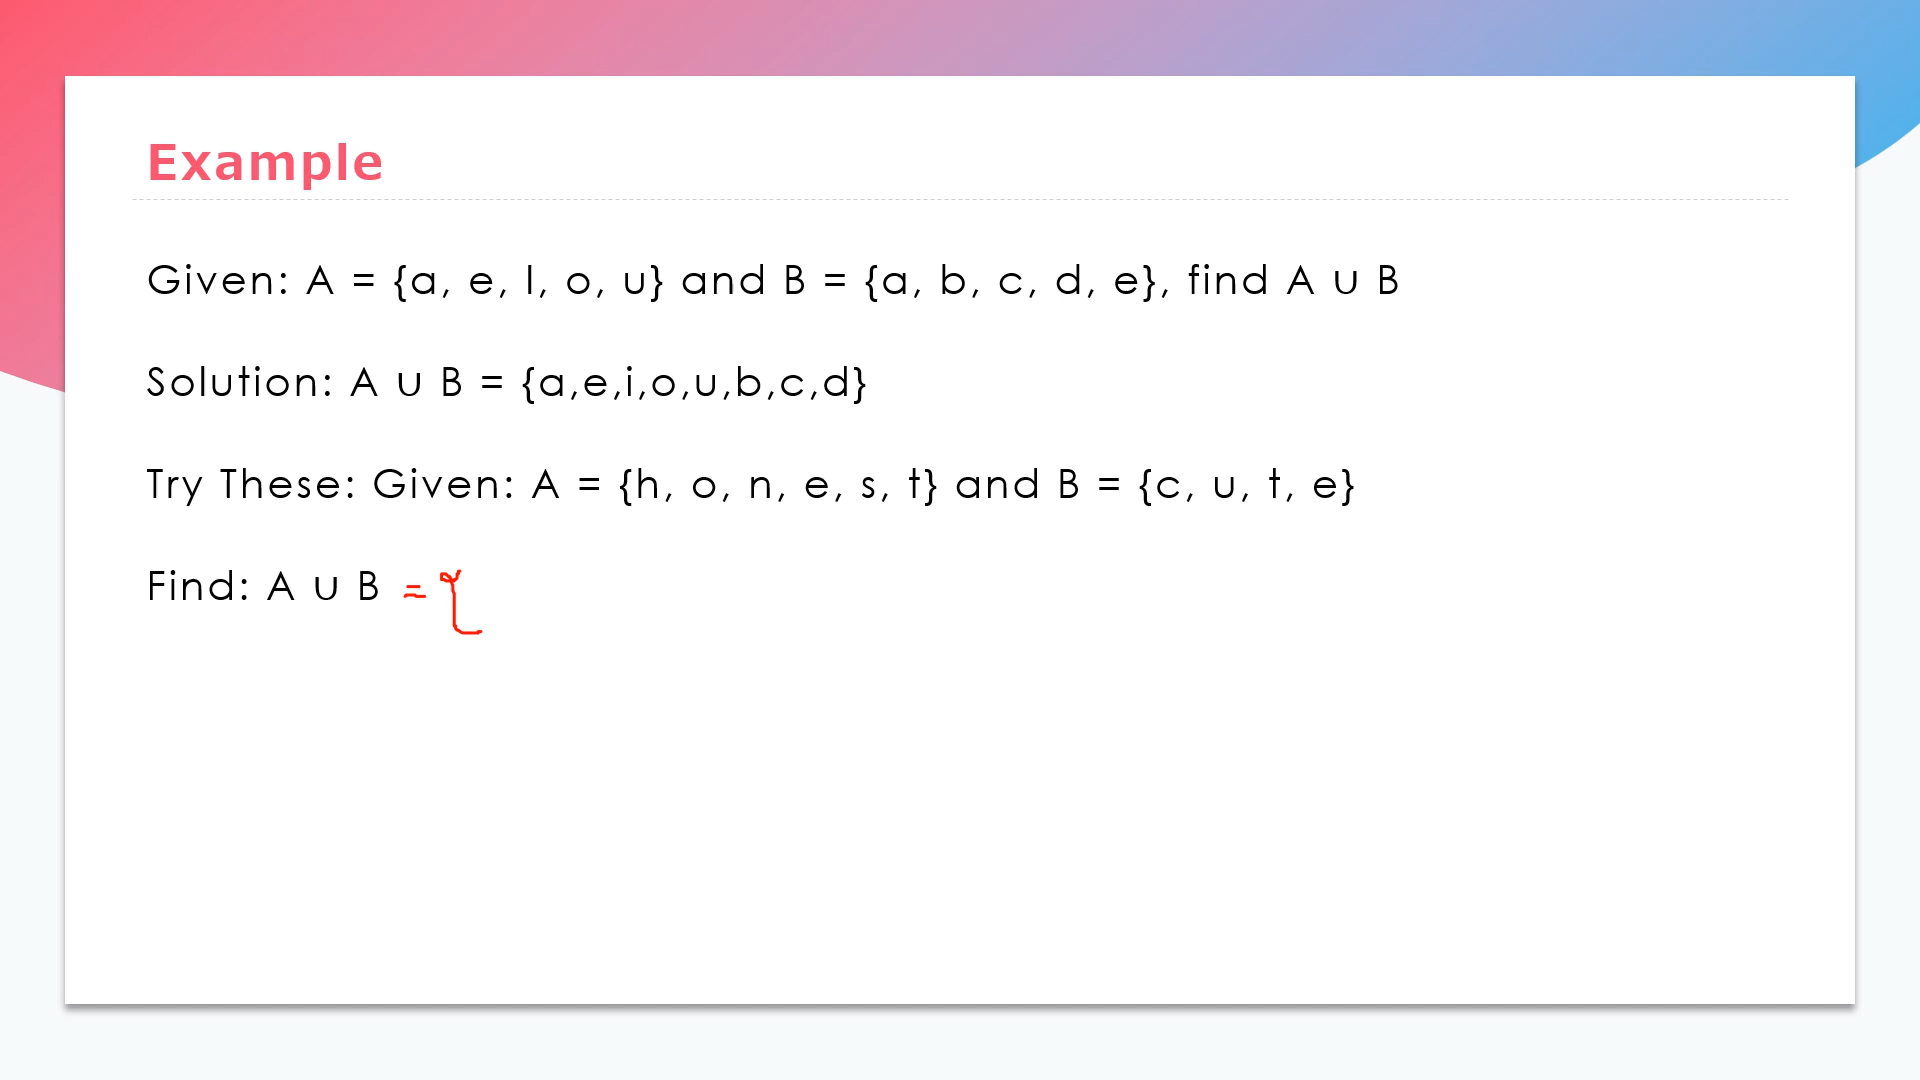 Example
Given: A = {a, e, I, o, u} and B = {a, b, c, d, e}, find A ∪ B
Solution: A ∪ B = {a,e,i,o,u,b,c,d}
Try These: Given: A = {h, o, n, e, s, t} and B = {c, u, t, e}
Find: A ∪ B = {